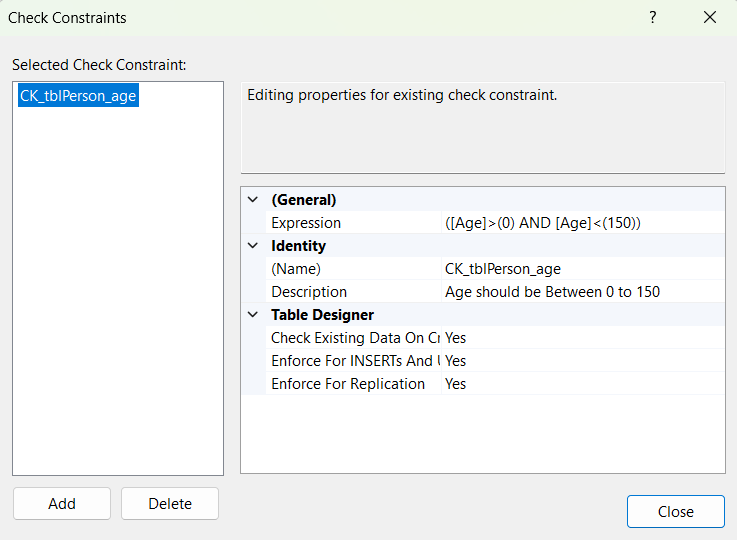 Check Constraints
?
Selected Check Constraint:
CK_tblPerson_age
Editing properties for existing check constraint.
(General)
Expression ([Age]>(0) AND [Age]<(150))
Identity
(Name) CK_tblPerson_age
Description Age should be Between 0 to 150
Table Designer
Check Existing Data On Cr Yes
Enforce For INSERTs And U Yes
Enforce For Replication Yes
Add Delete
Close